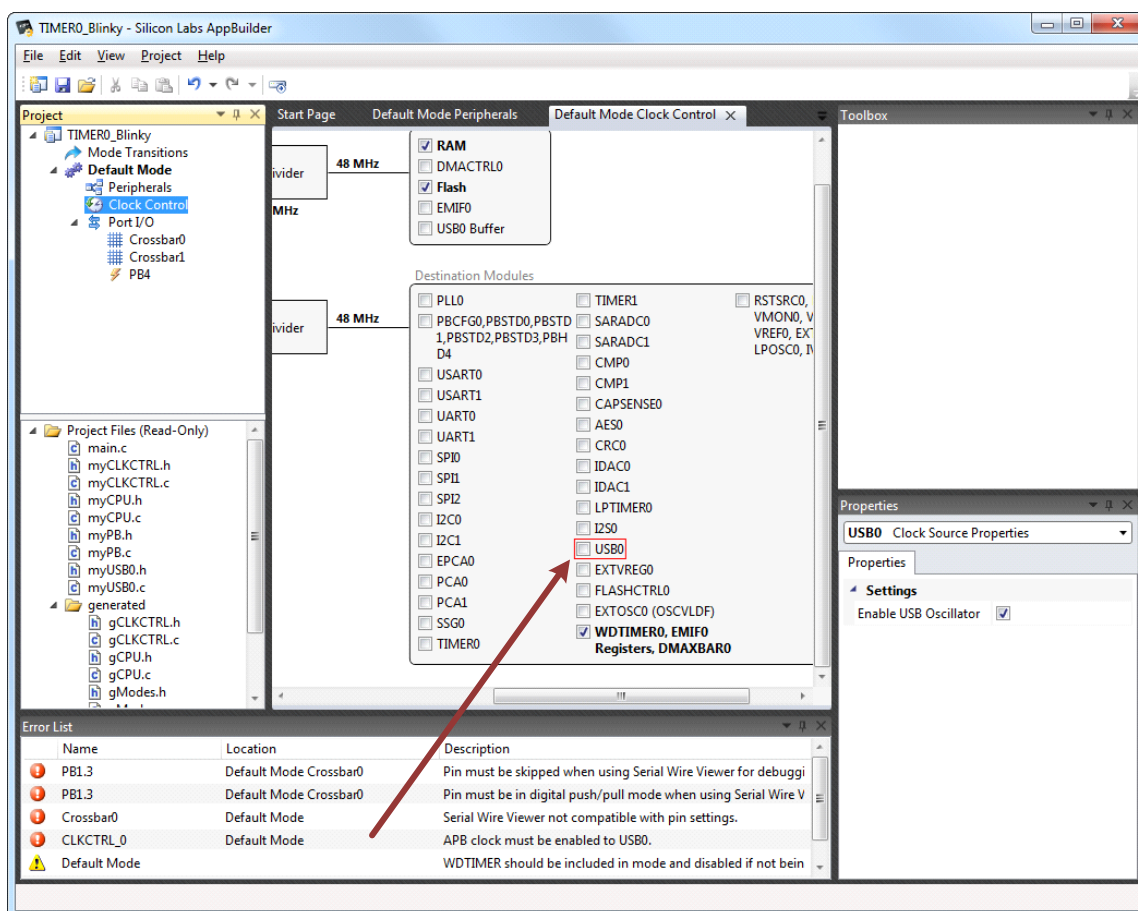 TIMER0_Blinky - Silicon Labs AppBuilder
File Edit View Project Help
Project
TIMER0_Blinky
Mode Transitions
Default Mode
Peripherals
Clock Control
Port I/O
Crossbar0
Crossbar1
PB4
Project Files (Read-Only)
main.c
myCLKCTRL.h
myCLKCTRL.c
myCPU.h
myCPU.c
myPB.h
myPB.c
myUSB0.h
myUSB0.c
generated
gCLKCTRL.h
gCLKCTRL.c
gCPU.h
gCPU.c
gModes.h
Start Page Default Mode Peripherals Default Mode Clock Control
ivider
48 MHz
MHz
RAM
DMACTRL0
Flash
EMIF0
USB0 Buffer
Destination Modules
ivider
48 MHz
PLL0
PBCFG0,PBSTD0,PBSTD
1,PBSTD2,PBSTD3,PBH
D4
USART0
USART1
UART0
UART1
SPI0
SPI1
SPI2
I2C0
I2C1
EPCA0
PCA0
PCA1
SSG0
TIMER0
TIMER1
SARADC0
SARADC1
CMP0
CMP1
CAPSENSE0
AES0
CRC0
IDAC0
IDAC1
LPTIMER0
I2S0
USB0
EXTVREG0
FLASHCTRL0
EXTOSC0 (OSCVLDF)
WDTIMER0, EMIF0
Registers, DMAXBAR0
RSTSRC0,
VMON0, V
VREF0, EX
LPOSC0,
Toolbox
Properties
USB0 Clock Source Properties
Properties
Settings
Enable USB Oscillator
Error List
Name Location Description
PB1.3 Default Mode Crossbar0 Pin must be skipped when using Serial Wire Viewer for debuggi
PB1.3 Default Mode Crossbar0 Pin must be in digital push/pull mode when using Serial Wire V
Crossbar0 Default Mode Serial Wire Viewer not compatible with pin settings.
CLKCTRL_0 Default Mode APB clock must be enabled to USB0.
Default Mode WDTIMER should be included in mode and disabled if not bein